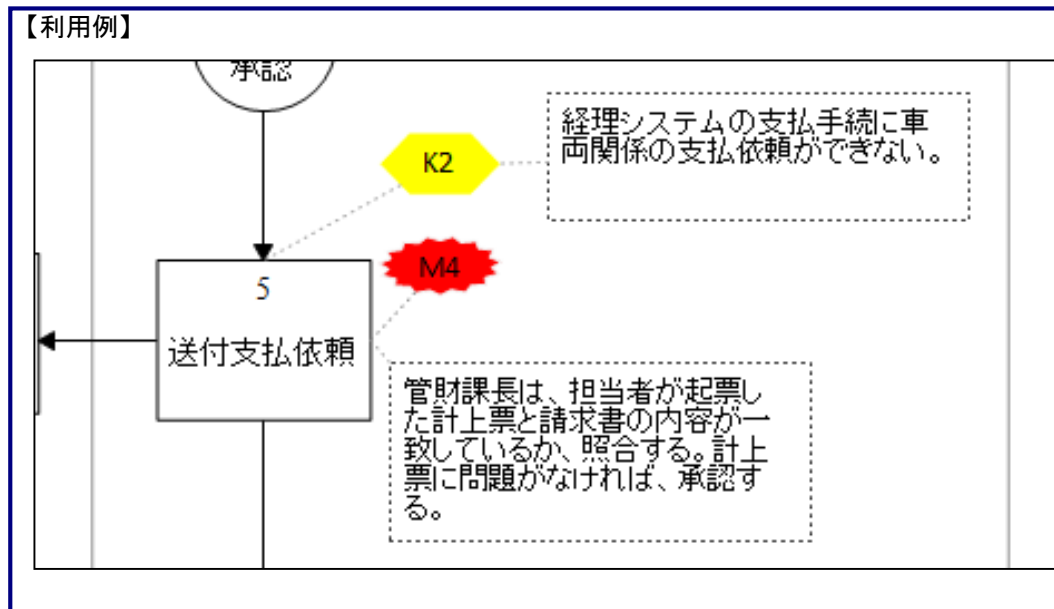 【利用例】
承認
経理システムの支払手続に車
両関係の支払依頼ができない。
K2
M4
5
送付支払依頼
管財課長は、担当者が起票し
た計上票と請求書の内容が一
致しているか、照合する。計上
票に問題がなければ、承認す
る。